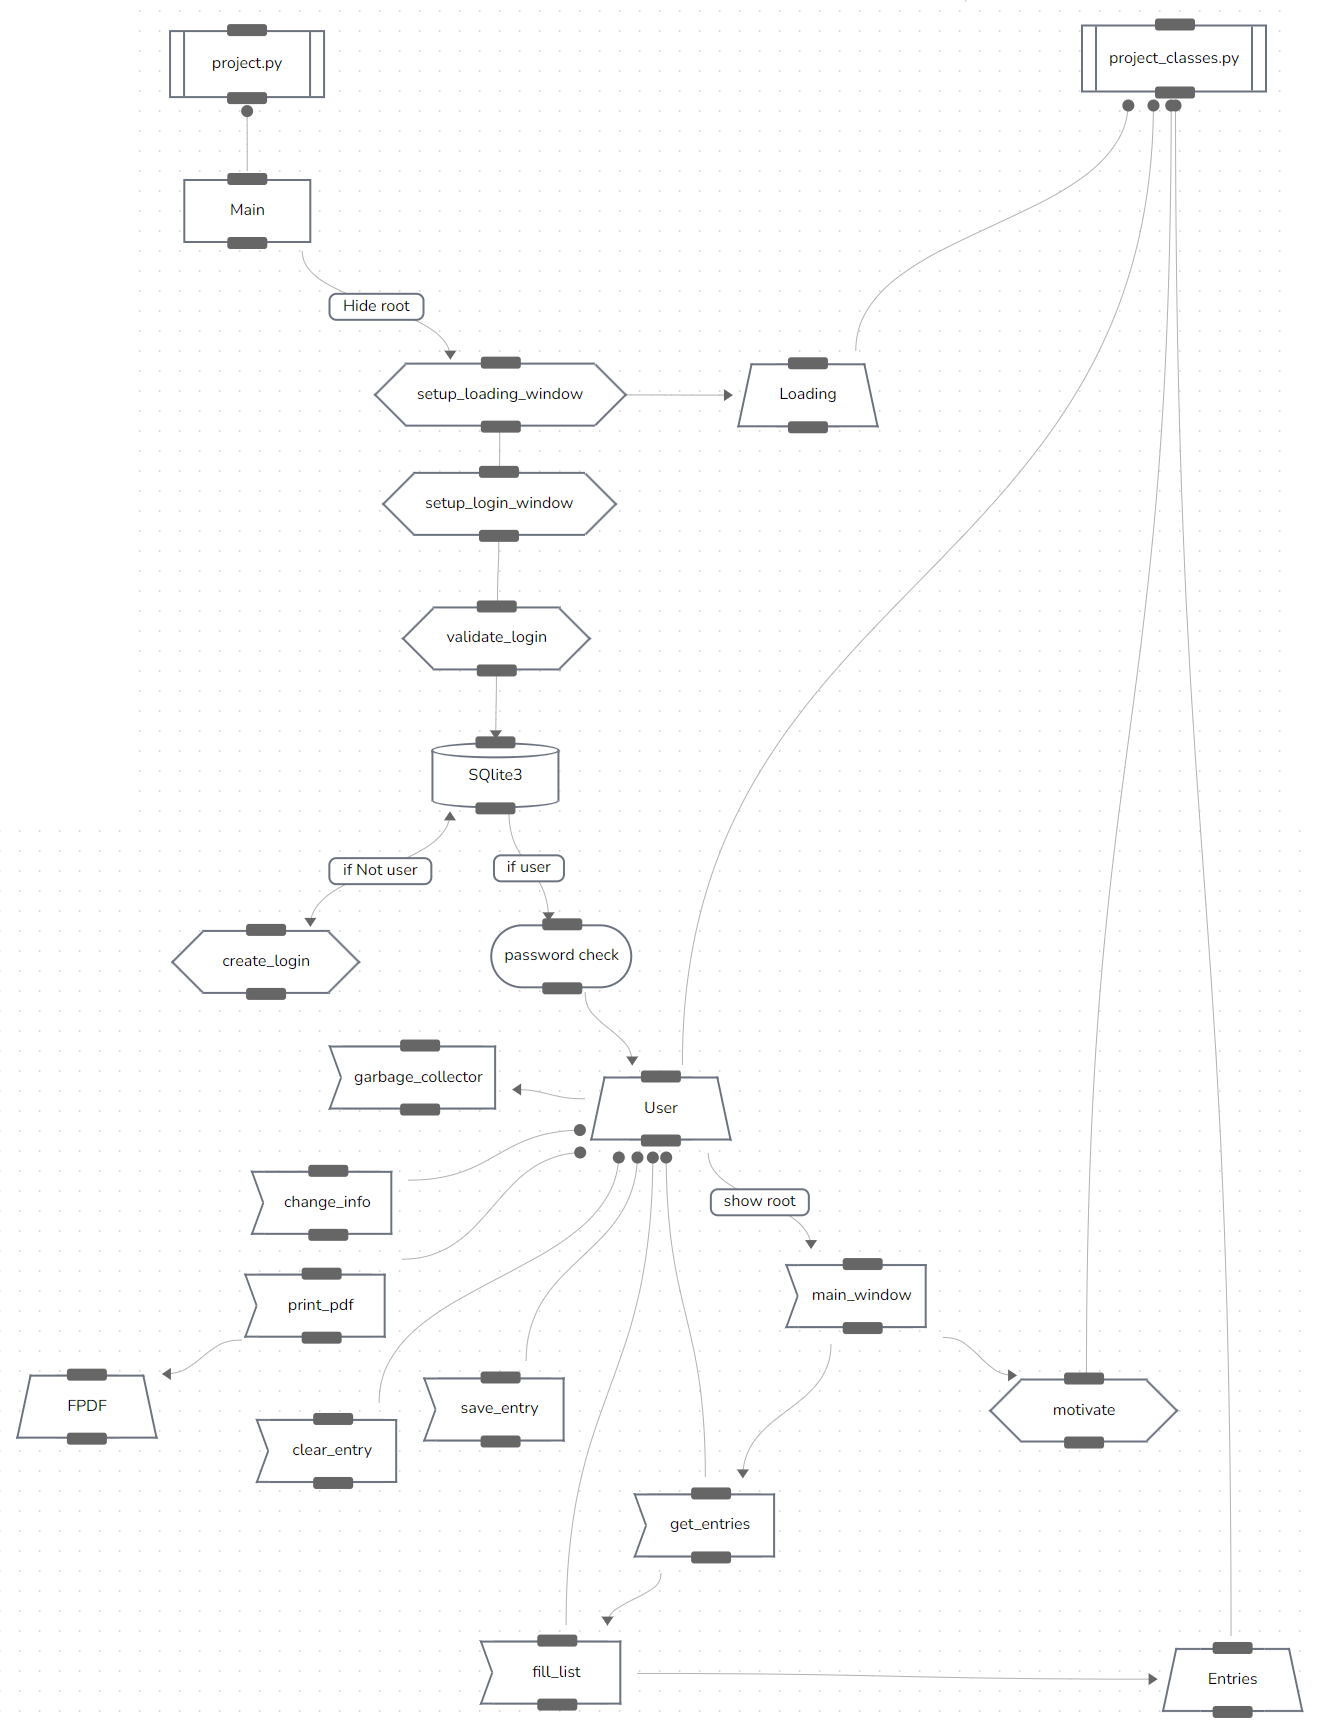 project.py
project_classes.py
Main
Hide root
setup_loading_window
Loading
setup_login_window
validate_login
SQlite3
if Not user
if user
create_login
password check
garbage_collector
User
change_info
show root
print_pdf
main_window
FPDF
save_entry
motivate
clear_entry
get_entries
fill_list
Entries